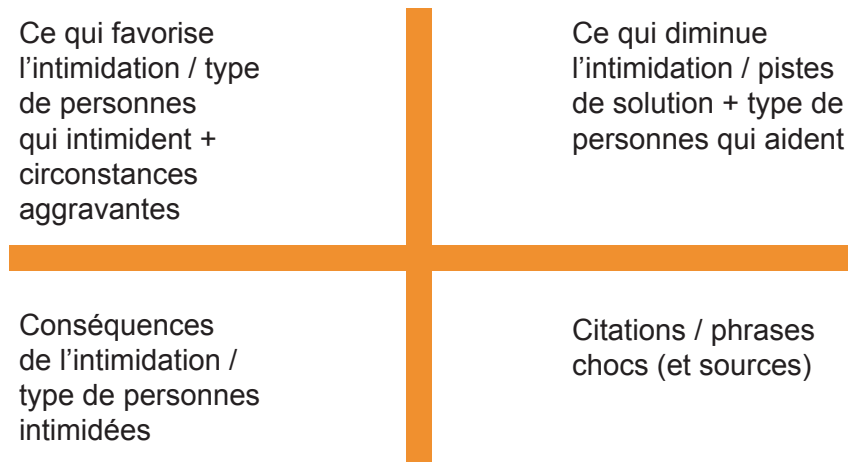 Ce qui favorise
l’intimidation / type
de personnes
qui intimident +
circonstances
aggravantes
Ce qui diminue
l’intimidation / pistes
de solution + type de
personnes qui aident
Conséquences
de l’intimidation /
type de personnes
intimidées
Citations / phrases
chocs (et sources)